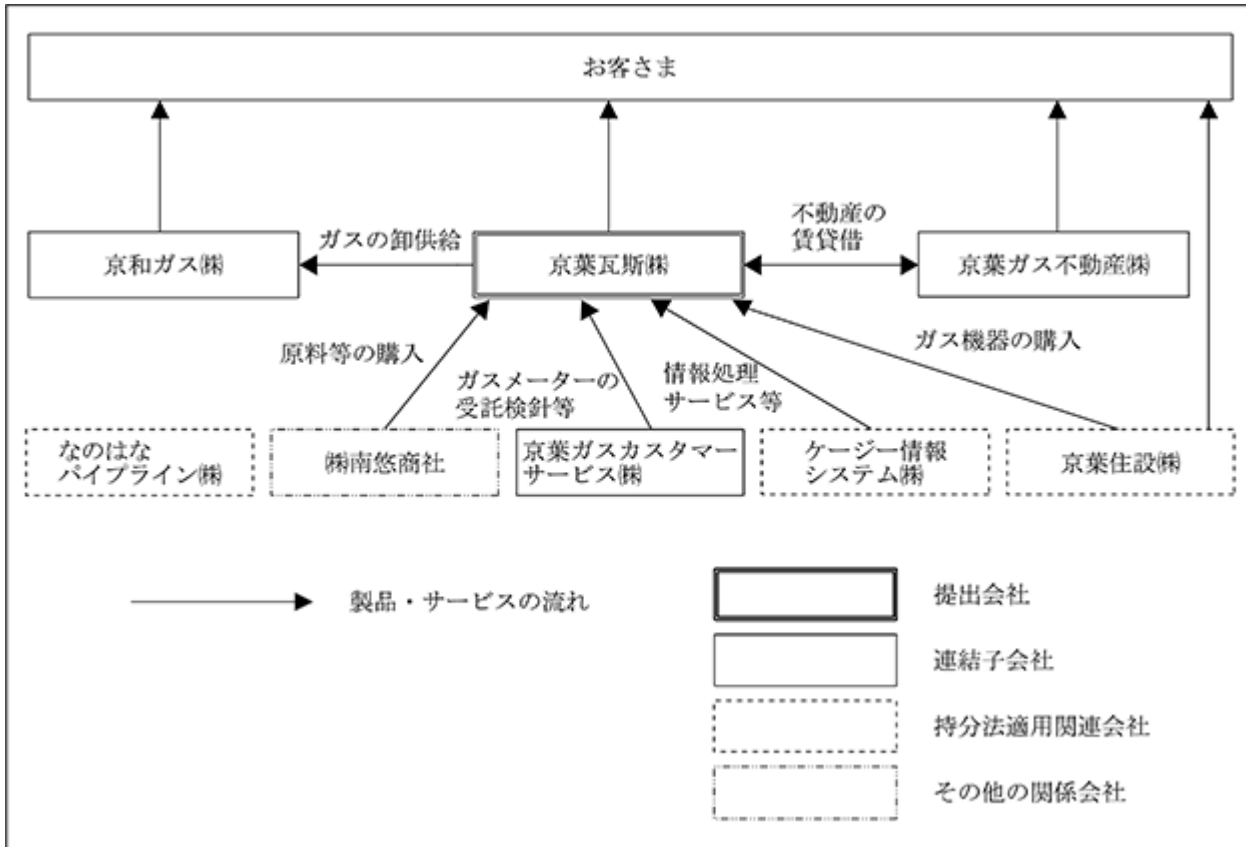 お客さま
不動産の
賃貸借
ガスの卸供給
京和ガス㈱
京葉瓦斯㈱
京葉ガス不動産㈱
原料等の購入
ガスメーターの
受託検針等
情報処理
サービス等
ガス機器の購入
なのはな
パイプライン㈱
㈱南悠商社
京葉ガスカスタマー
サービス㈱
ケージー情報
システム㈱
京葉住設㈱
製品・サービスの流れ
提出会社
連結子会社
持分法適用関連会社
その他の関係会社